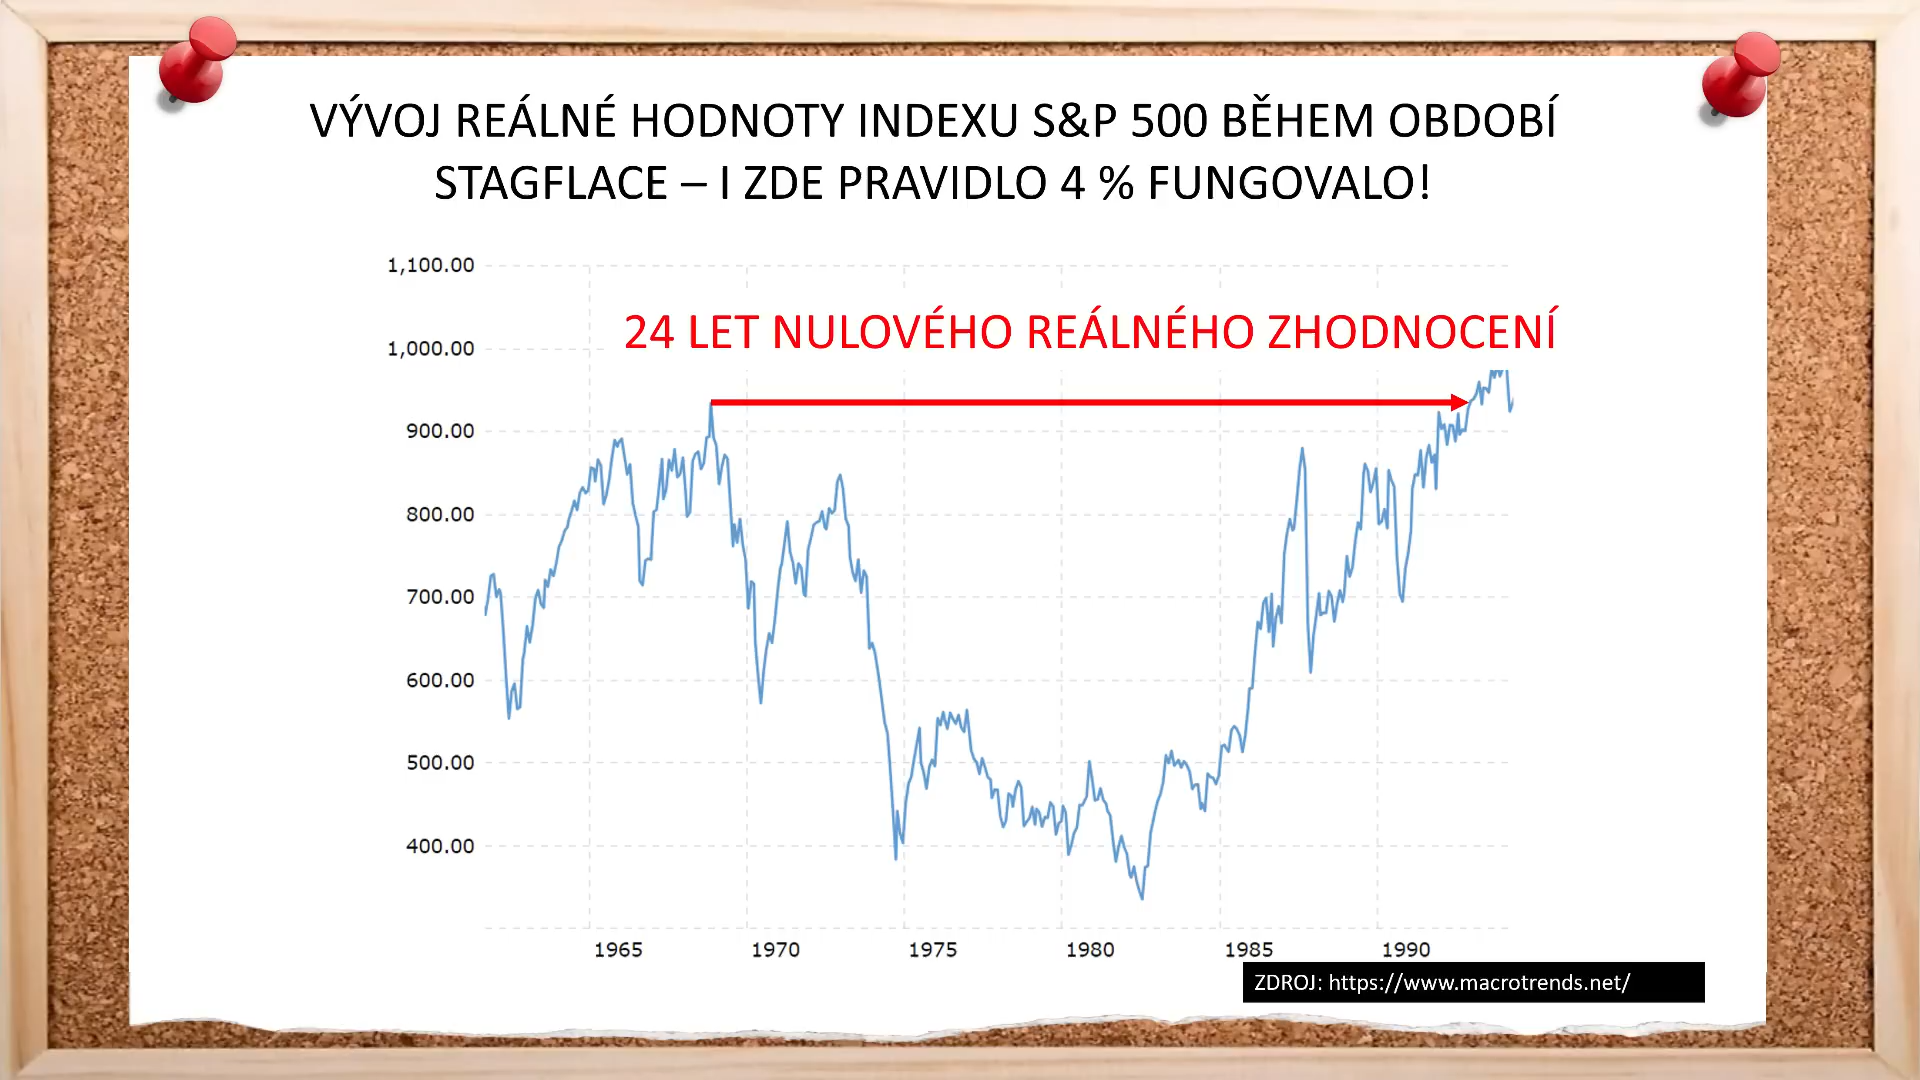 VÝVOJ REÁLNÉ HODNOTY INDEXU S&P 500 BĚHEM OBDOBÍ
STAGFLACE – I ZDE PRAVIDLO 4 % FUNGOVALO!
1,100.00
24 LET NULOVÉHO REÁLNÉHO ZHODNOCENÍ
1,000.00
900.00
800.00
700.00
600.00
500.00
400.00
1965 1970 1975 1980 1985 1990
ZDROJ: https://www.macrotrends.net/